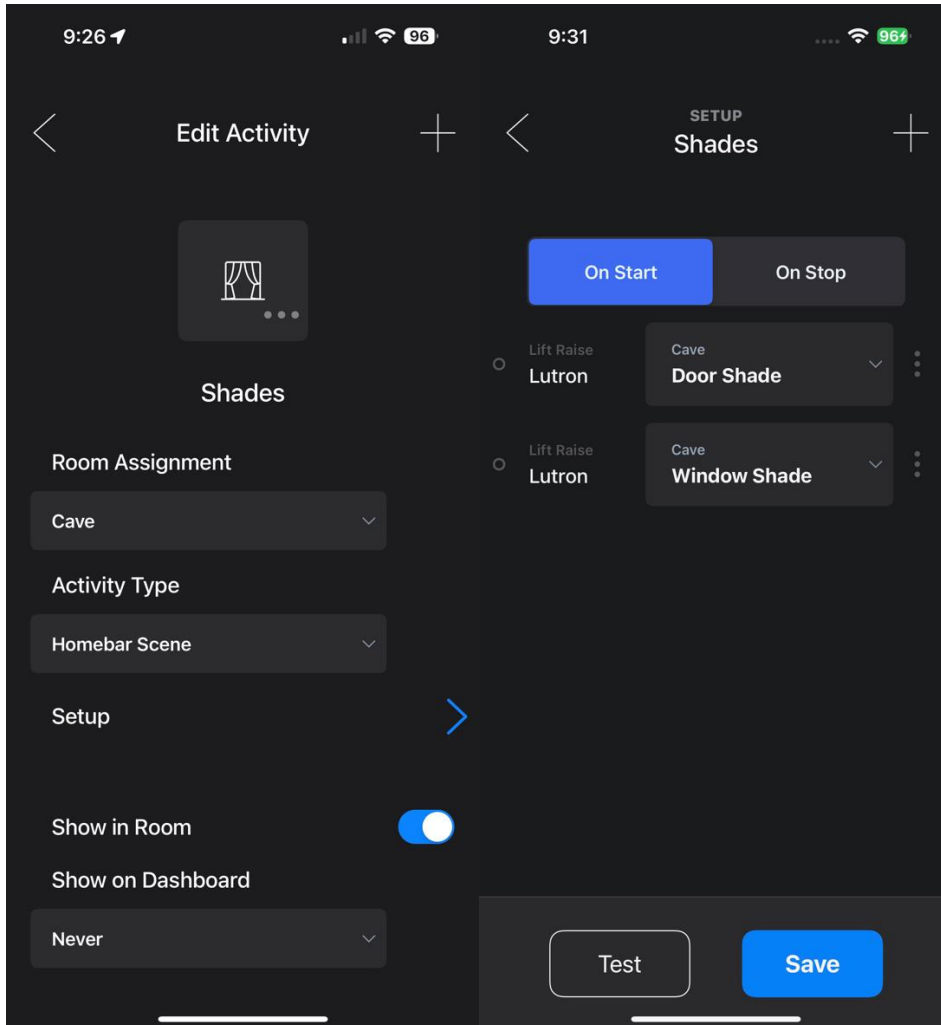 9:26
96
Edit Activity
Shades
Room Assignment
Cave
Activity Type
Homebar Scene
Setup
Show in Room
Show on Dashboard
Never
9:31
96
SETUP
Shades
On Start
On Stop
Lift Raise
Lutron
Cave
Door Shade
Lift Raise
Lutron
Cave
Window Shade
Test
Save